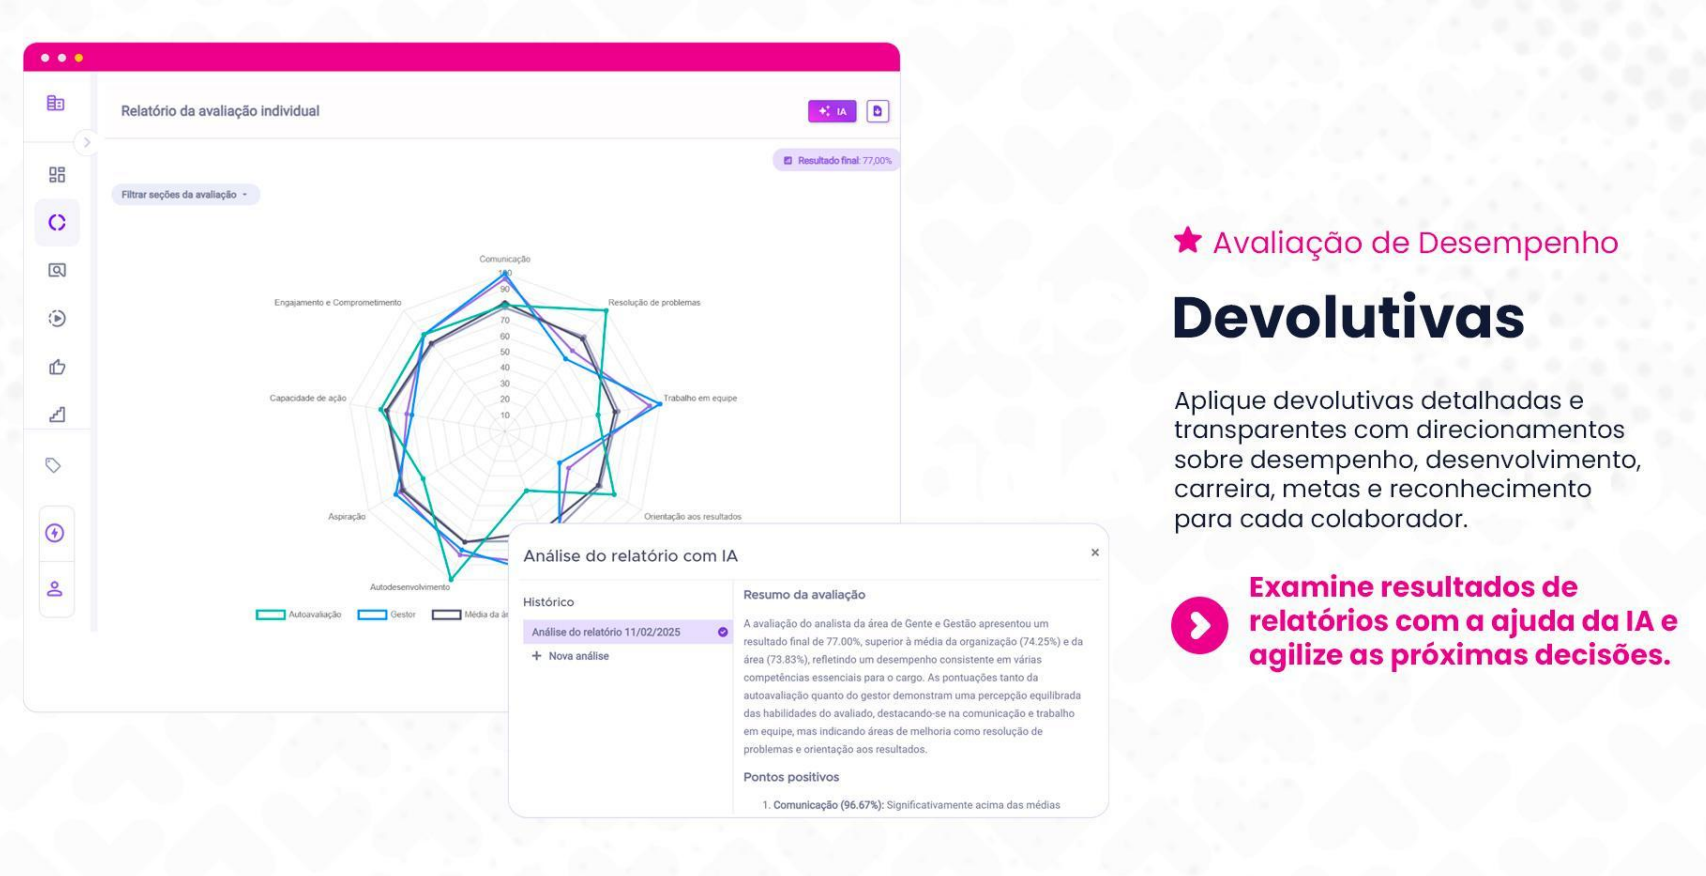 Relatório da avaliação individual
IA
Resultado final: 77,00%
Filtrar seções da avaliação
Comunicação
100
90
70
60
50
40
30
20
10
Engajamento e Comprometimento
Resolução de problemas
Capacidade de ação
Trabalho em equipe
Aspiração
Orientação aos resultados
Autodesenvolvimento
Autoavaliação
Gestor
Média da ár
Análise do relatório com IA
×
Histórico
Análise do relatório 11/02/2025
+ Nova análise
Resumo da avaliação
A avaliação do analista da área de Gente e Gestão apresentou um
resultado final de 77.00%, superior à média da organização (74.25%) e da
área (73.83%), refletindo um desempenho consistente em várias
competências essenciais para o cargo. As pontuações tanto da
autoavaliação quanto do gestor demonstram uma percepção equilibrada
das habilidades do avaliado, destacando-se na comunicação e trabalho
em equipe, mas indicando áreas de melhoria como resolução de
problemas e orientação aos resultados.
Pontos positivos
1. Comunicação (96.67%): Significativamente acima das médias
Avaliação de Desempenho
Devolutivas
Aplique devolutivas detalhadas e
transparentes com direcionamentos
sobre desempenho, desenvolvimento,
carreira, metas e reconhecimento
para cada colaborador.
Examine resultados de
relatórios com a ajuda da IA e
agilize as próximas decisões.